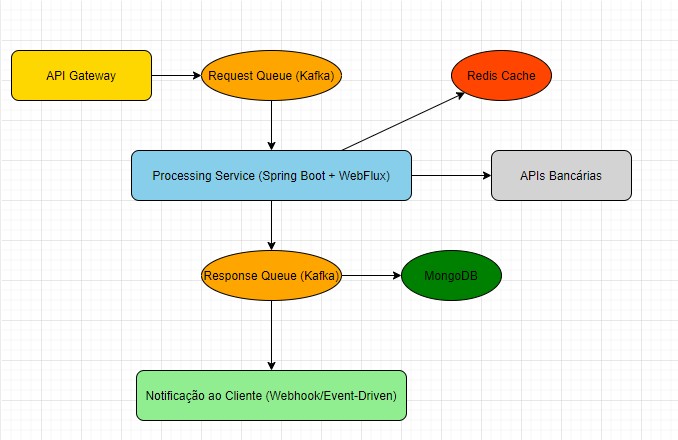 API Gateway
Request Queue (Kafka)
Redis Cache
Processing Service (Spring Boot + WebFlux)
APIs Bancárias
Response Queue (Kafka)
MongoDB
Notificação ao Cliente (Webhook/Event-Driven)